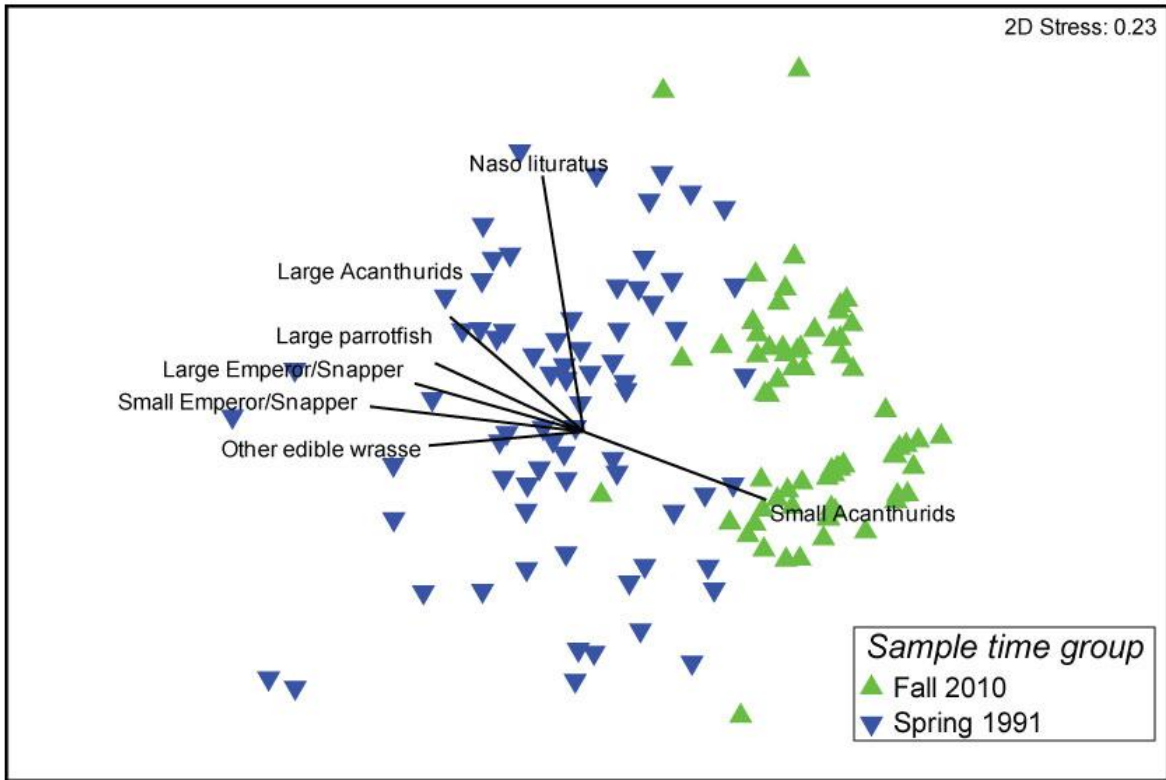 2D Stress: 0.23
Naso lituratus
Large Acanthurids
Large parrotfish
Large Emperor/Snapper
Small Emperor/Snapper
Other edible wrasse
Small Acanthurids
Sample time group
Fall 2010
Spring 1991